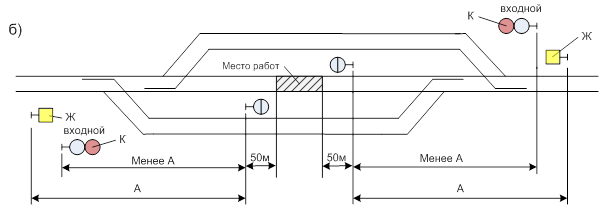 б)
входной
К
Ж
Место работ
Ж
входной
К
Менее А
50м
50м
Менее А
А
А